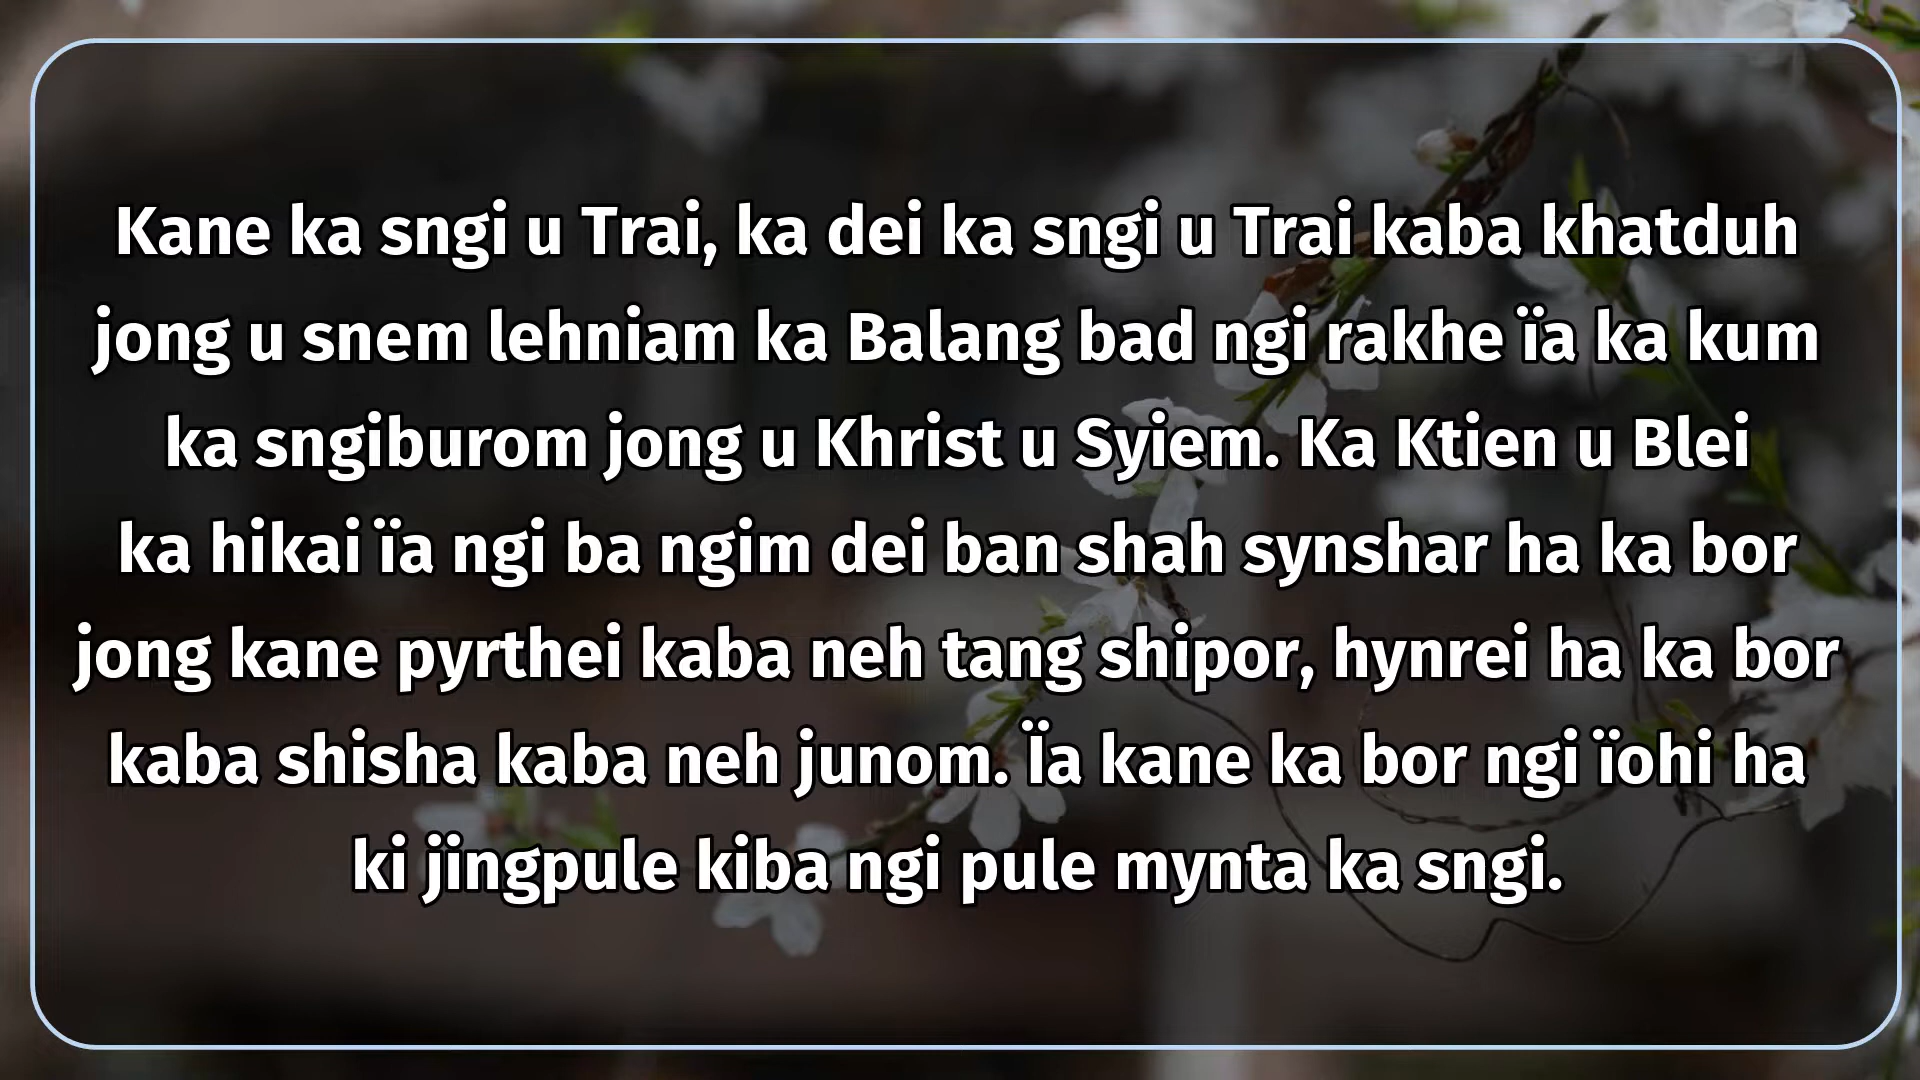 Kane ka sngi u Trai, ka dei ka sngi u Trai kaba khatduh
jong u snem lehniam ka Balang bad ngi rakhe ïa ka kum
ka sngiburom jong u Khrist u Syiem. Ka Ktien u Blei
ka hikai ïa ngi ba ngim dei ban shah synshar ha ka bor
jong kane pyrthei kaba neh tang shipor, hynrei ha ka bor
kaba shisha kaba neh junom. Ïa kane ka bor ngi ïohi ha
ki jingpule kiba ngi pule mynta ka sngi.